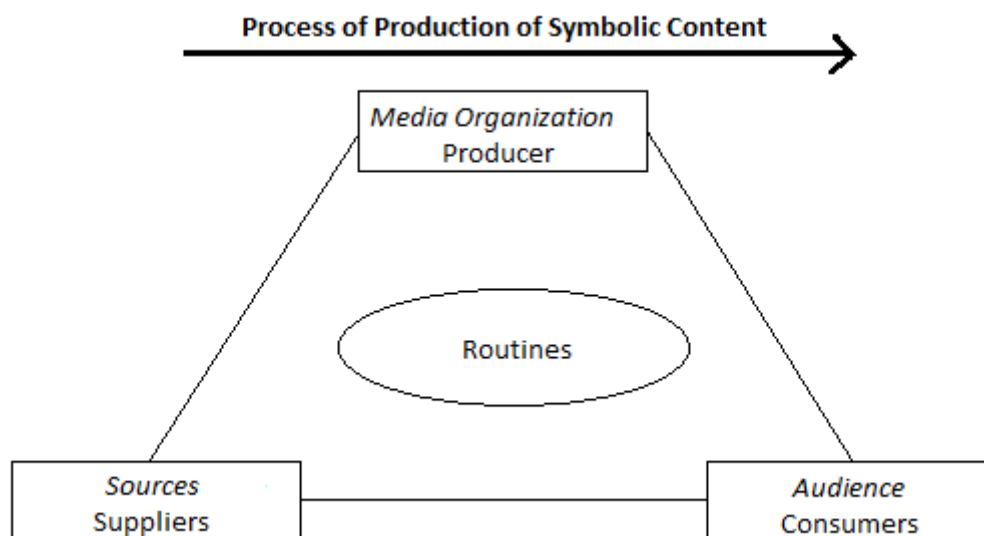 Process of Production of Symbolic Content
Media Organization
Producer
Routines
Sources
Suppliers
Audience
Consumers